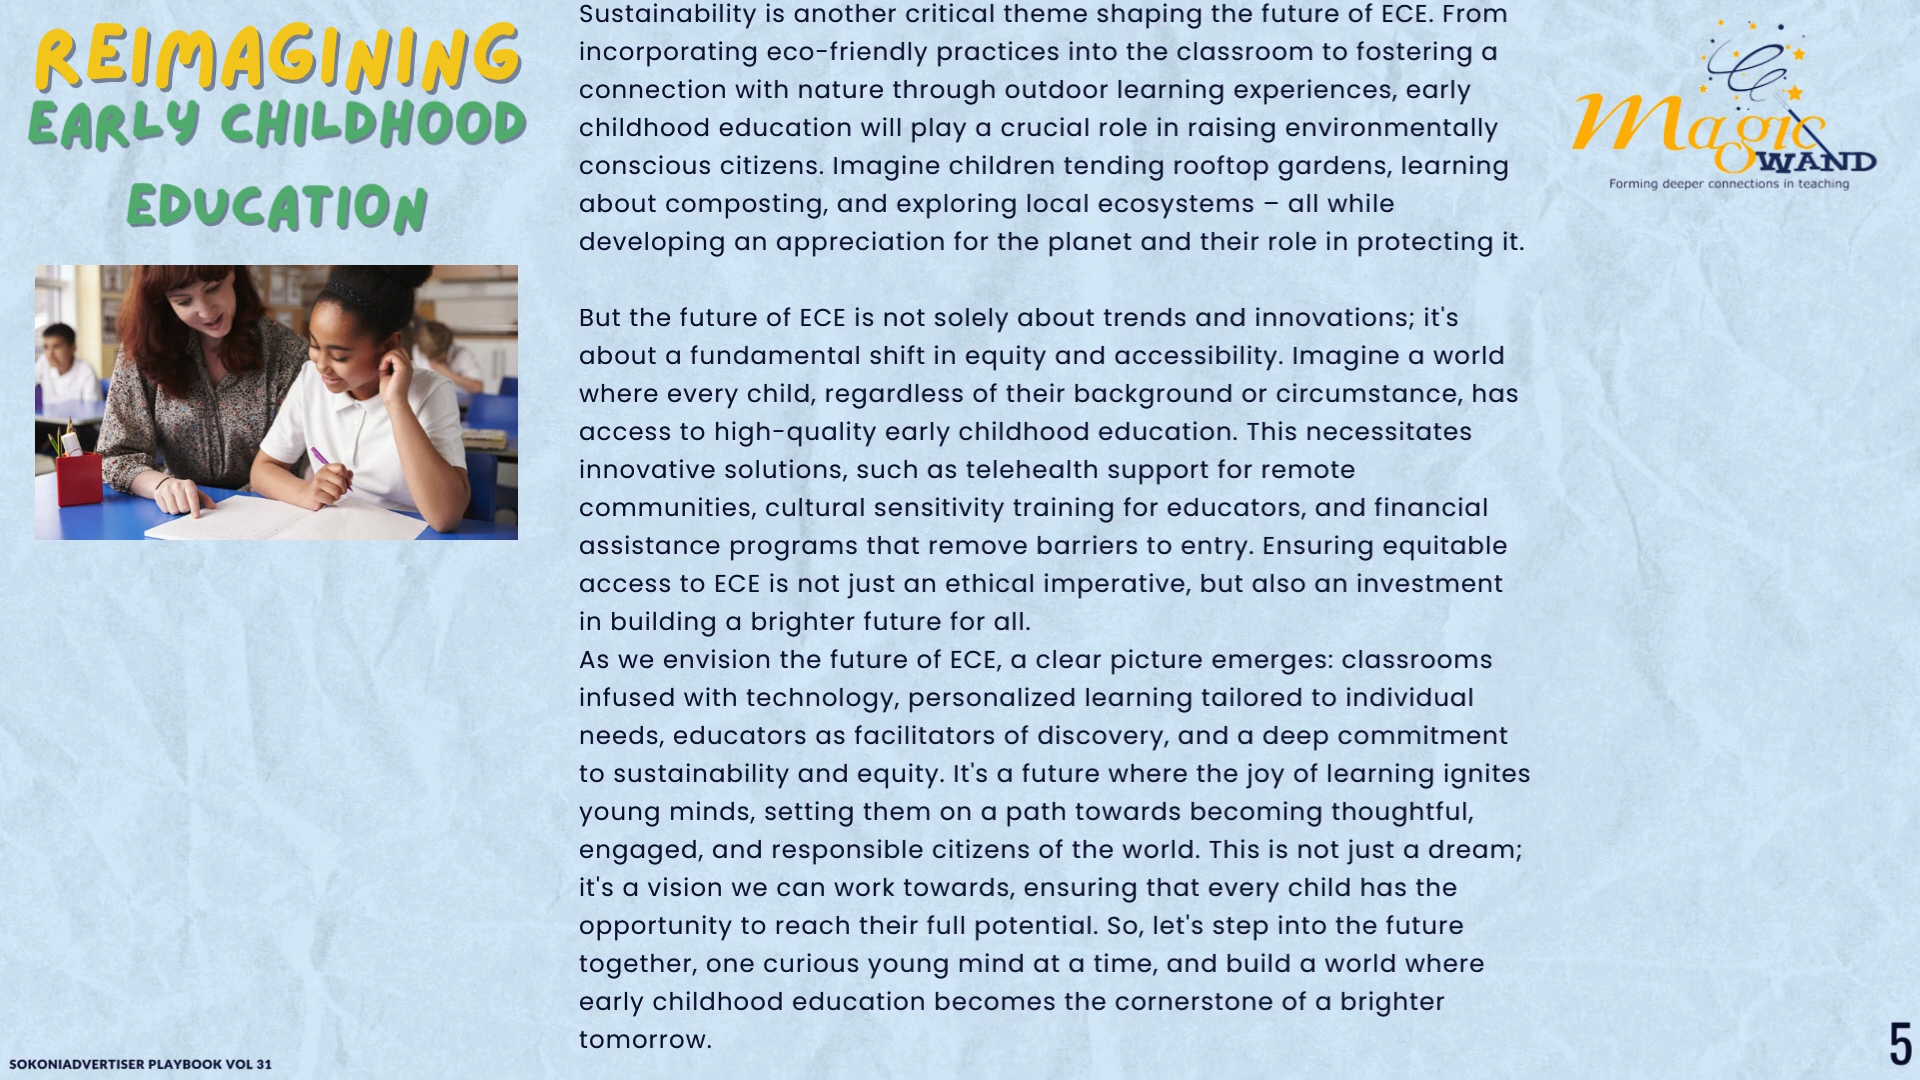 REIMAGINING
EARLY CHILDHOOD
EDUCATION
Sustainability is another critical theme shaping the future of ECE. From
incorporating eco-friendly practices into the classroom to fostering a
connection with nature through outdoor learning experiences, early
childhood education will play a crucial role in raising environmentally
conscious citizens. Imagine children tending rooftop gardens, learning
about composting, and exploring local ecosystems – all while
developing an appreciation for the planet and their role in protecting it.
But the future of ECE is not solely about trends and innovations; it's
about a fundamental shift in equity and accessibility. Imagine a world
where every child, regardless of their background or circumstance, has
access to high-quality early childhood education. This necessitates
innovative solutions, such as telehealth support for remote
communities, cultural sensitivity training for educators, and financial
assistance programs that remove barriers to entry. Ensuring equitable
access to ECE is not just an ethical imperative, but also an investment
in building a brighter future for all.
As we envision the future of ECE, a clear picture emerges: classrooms
infused with technology, personalized learning tailored to individual
needs, educators as facilitators of discovery, and a deep commitment
to sustainability and equity. It's a future where the joy of learning ignites
young minds, setting them on a path towards becoming thoughtful,
engaged, and responsible citizens of the world. This is not just a dream;
it's a vision we can work towards, ensuring that every child has the
opportunity to reach their full potential. So, let's step into the future
together, one curious young mind at a time, and build a world where
early childhood education becomes the cornerstone of a brighter
tomorrow.
Magic
WAND
Forming deeper connections in teaching
SOKONIADVERTISER PLAYBOOK VOL 31
5